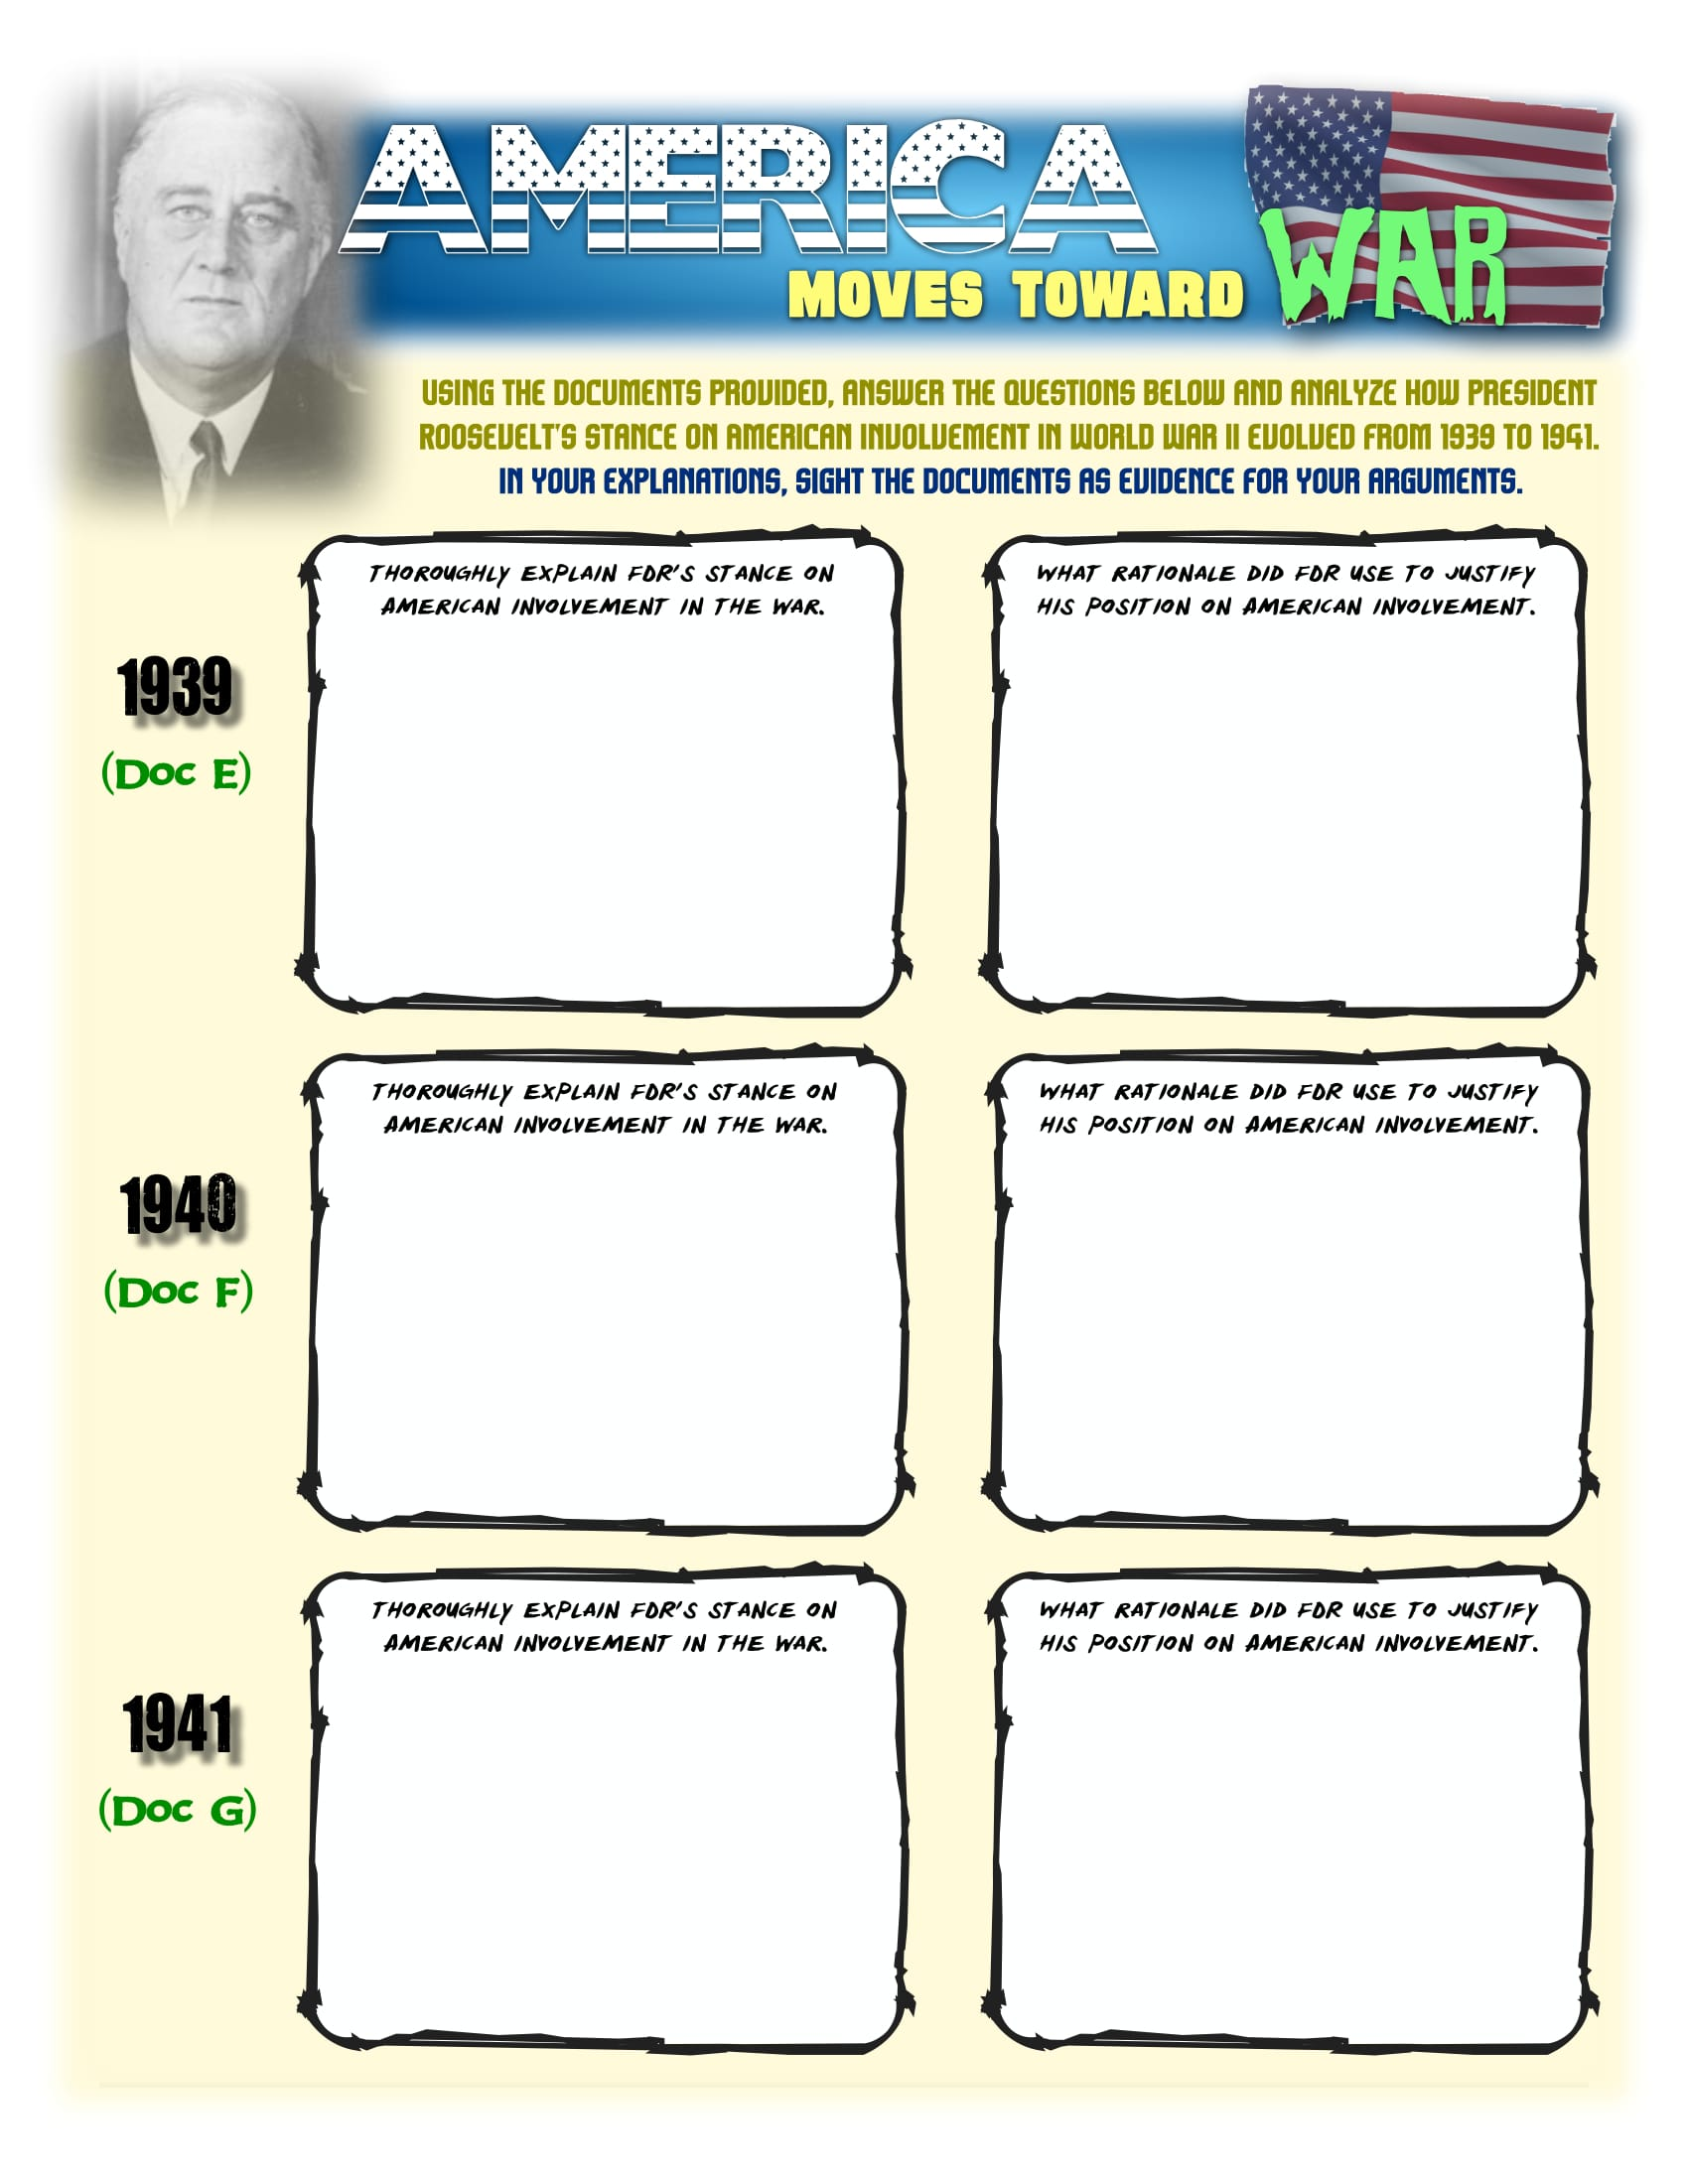 AMERICA
MOVES TOWARD WAR
USING THE DOCUMENTS PROVIDED, ANSWER THE QUESTIONS BELOW AND ANALYZE HOW PRESIDENT
ROOSEVELT'S STANCE ON AMERICAN INVOLVEMENT IN WORLD WAR II EVOLVED FROM 1939 TO 1941.
IN YOUR EXPLANATIONS, SIGHT THE DOCUMENTS AS EVIDENCE FOR YOUR ARGUMENTS.
1939
(Doc E)
THOROUGHLY EXPLAIN FDR'S STANCE ON
AMERICAN INVOLVEMENT IN THE WAR.
WHAT RATIONALE DID FDR USE TO JUSTIFY
HIS POSITION ON AMERICAN INVOLVEMENT.
1940
(Doc F)
THOROUGHLY EXPLAIN FDR'S STANCE ON
AMERICAN INVOLVEMENT IN THE WAR.
WHAT RATIONALE DID FDR USE TO JUSTIFY
HIS POSITION ON AMERICAN INVOLVEMENT.
1941
(Doc G)
THOROUGHLY EXPLAIN FDR'S STANCE ON
AMERICAN INVOLVEMENT IN THE WAR.
WHAT RATIONALE DID FDR USE TO JUSTIFY
HIS POSITION ON AMERICAN INVOLVEMENT.